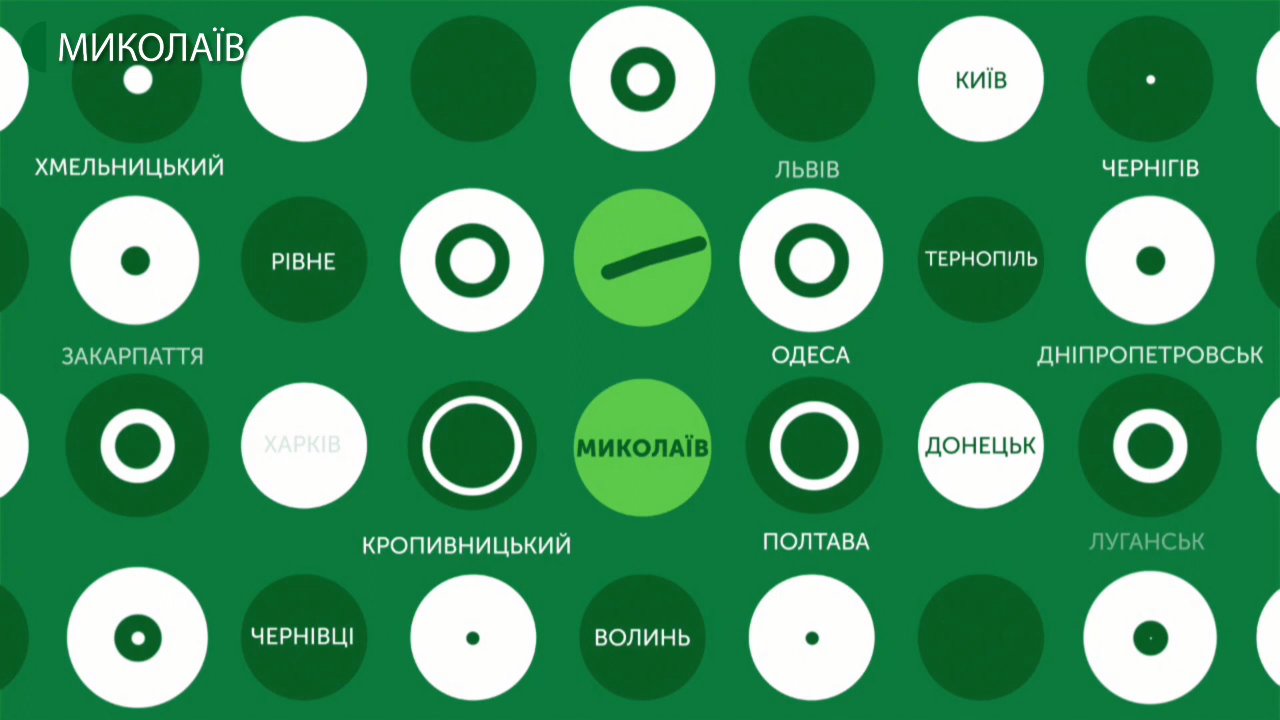 МИКОЛАЇВ
КИЇВ
ХМЕЛЬНИЦЬКИЙ
ЛЬВІВ
ЧЕРНІГІВ
РІВНЕ
ТЕРНОПІЛЬ
ЗАКАРПАТТЯ
ОДЕСА
ДНІПРОПЕТРОВСЬК
ХАРКІВ
МИКОЛАЇВ
ДОНЕЦЬК
КРОПИВНИЦЬКИЙ
ПОЛТАВА
ЛУГАНСЬК
ЧЕРНІВЦІ
ВОЛИНЬ